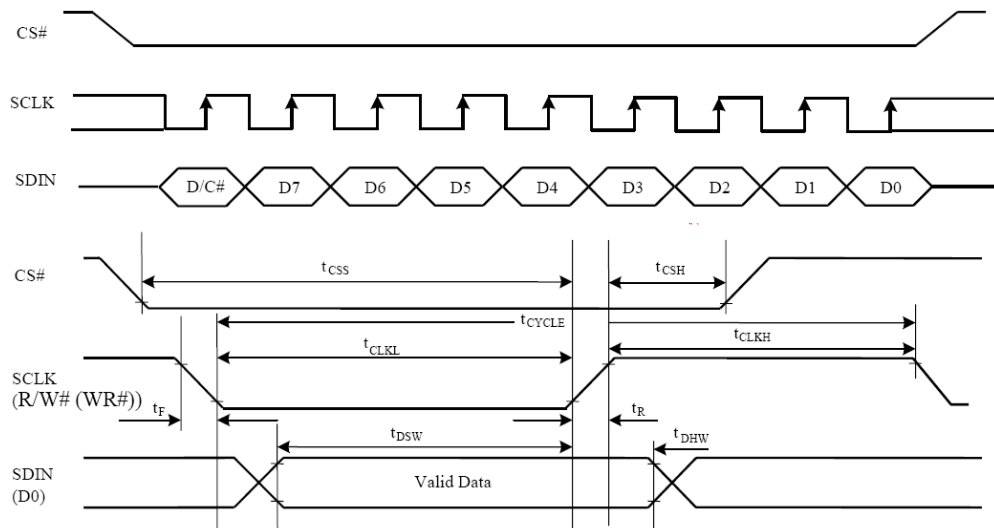 CS#
SCLK
SDIN D/C# D7 D6 D5 D4 D3 D2 D1 D0
CS# tCSS tCSH
tCYCLE
tCLKL tCLKH
SCLK
(R/W# (WR#))
tF tR
tDSW tDHW
SDIN
(D0) Valid Data